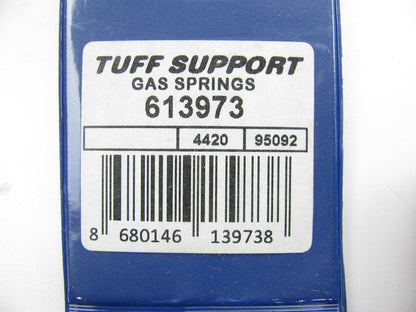 TUFF SUPPORT
GAS SPRINGS
613973
4420 95092
8 680146 139738